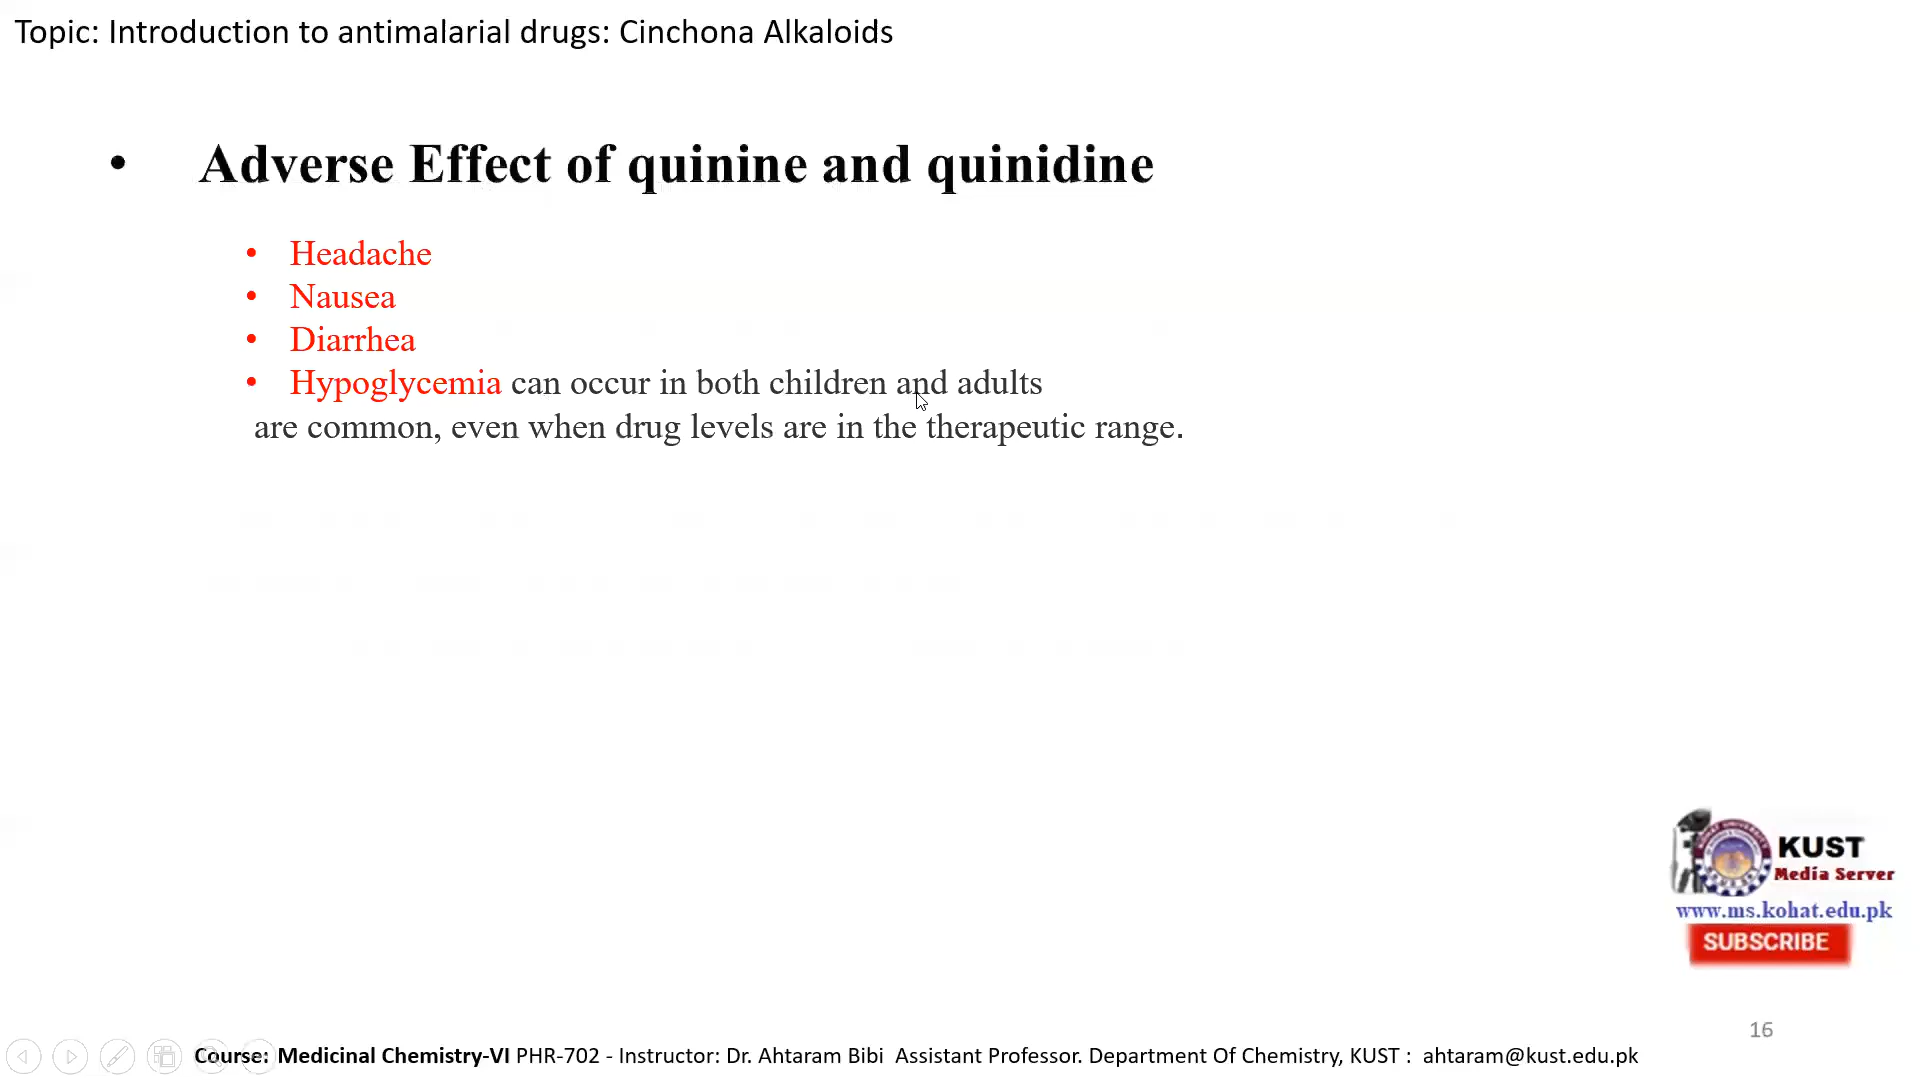 Topic: Introduction to antimalarial drugs: Cinchona Alkaloids
• Adverse Effect of quinine and quinidine
• Headache
• Nausea
• Diarrhea
• Hypoglycemia can occur in both children and adults
are common, even when drug levels are in the therapeutic range.
KUST
Media Server
www.ms.kohat.edu.pk
SUBSCRIBE
16
Course: Medicinal Chemistry-VI PHR-702 - Instructor: Dr. Ahtaram Bibi Assistant Professor. Department Of Chemistry, KUST : ahtaram@kust.edu.pk